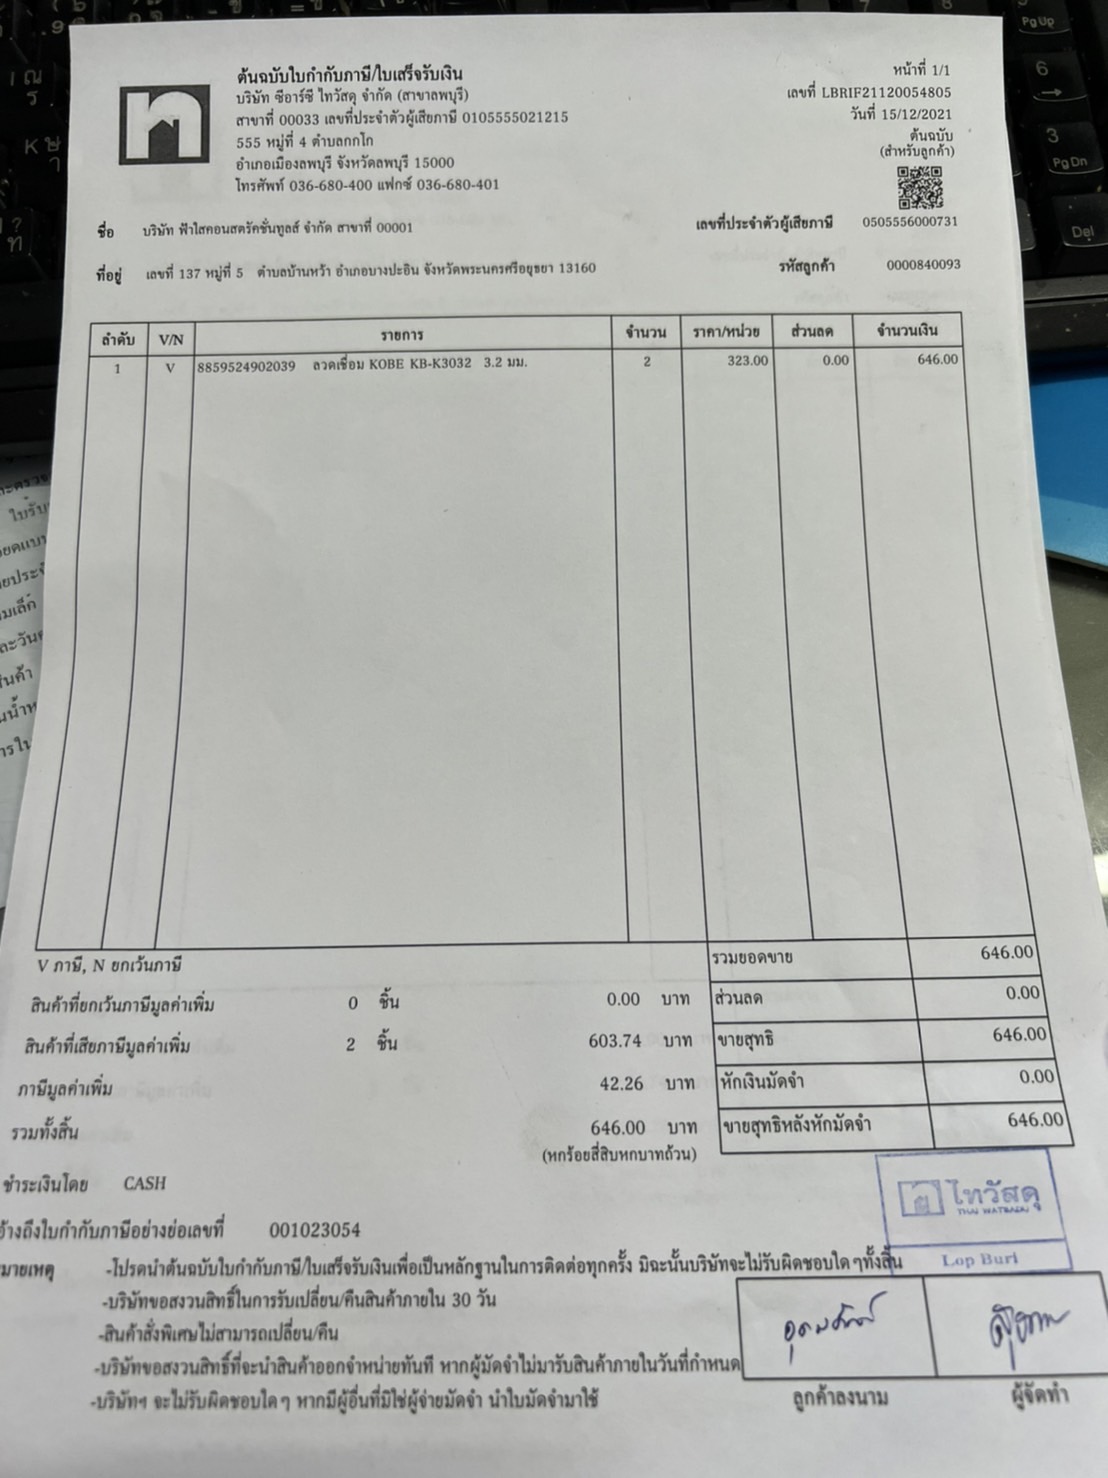 ต้นฉบับใบกำกับภาษี/ใบเสร็จรับเงิน
บริษัท ซีอาร์ซี ไทวัสดุ จำกัด (สาขาลพบุรี)
สาขาที่ 00033 เลขที่ประจำตัวผู้เสียภาษี 0105555021215
555 หมู่ที่ 4 ตำบลกกโก
อำเภอเมืองลพบุรี จังหวัดลพบุรี 15000
โทรศัพท์ 036-680-400 แฟกซ์ 036-680-401
หน้าที่ 1/1
เลขที่ LBRIF21120054805
วันที่ 15/12/2021
ต้นฉบับ
(สำหรับลูกค้า)
ชื่อ บริษัท ฟ้าใสคอนสตรัคชั่นทูลส์ จำกัด สาขาที่ 00001 เลขที่ประจำตัวผู้เสียภาษี 0505556000731
ที่อยู่ เลขที่ 137 หมู่ที่ 5 ตำบลบ้านหว้า อำเภอบางปะอิน จังหวัดพระนครศรีอยุธยา 13160 รหัสลูกค้า 0000840093
ลำดับ V/N รายการ จำนวน ราคา/หน่วย ส่วนลด จำนวนเงิน
1 V 8859524902039 ลวดเชื่อม KOBE KB-K3032 3.2 มม. 2 323.00 0.00 646.00
V ภาษี, N ยกเว้นภาษี รวมยอดขาย 646.00
สินค้าที่ยกเว้นภาษีมูลค่าเพิ่ม 0 ชิ้น 0.00 บาท ส่วนลด 0.00
สินค้าที่เสียภาษีมูลค่าเพิ่ม 2 ชิ้น 603.74 บาท ขายสุทธิ 646.00
ภาษีมูลค่าเพิ่ม 42.26 บาท หักเงินมัดจำ 0.00
รวมทั้งสิ้น 646.00 บาท ขายสุทธิหลังหักมัดจำ 646.00
(หกร้อยสี่สิบหกบาทถ้วน)
ชำระเงินโดย CASH
ไทวัสดุ
THAI WATSADU
Lop Buri
อ้างถึงใบกำกับภาษีอย่างย่อเลขที่ 001023054
มายเหตุ -โปรดนำต้นฉบับใบกำกับภาษี/ใบเสร็จรับเงินเพื่อเป็นหลักฐานในการติดต่อทุกครั้ง มิฉะนั้นบริษัทจะไม่รับผิดชอบใดๆทั้งสิ้น
-บริษัทขอสงวนสิทธิ์ในการรับเปลี่ยน/คืนสินค้าภายใน 30 วัน
-สินค้าสั่งพิเศษไม่สามารถเปลี่ยน/คืน
-บริษัทขอสงวนสิทธิ์ที่จะนำสินค้าออกจำหน่ายทันที หากผู้มัดจำไม่มารับสินค้าภายในวันที่กำหนด
-บริษัทฯ จะไม่รับผิดชอบใดๆ หากมีผู้อื่นที่มิใช่ผู้จ่ายมัดจำ นำใบมัดจำมาใช้
ลูกค้าลงนาม ผู้จัดทำ